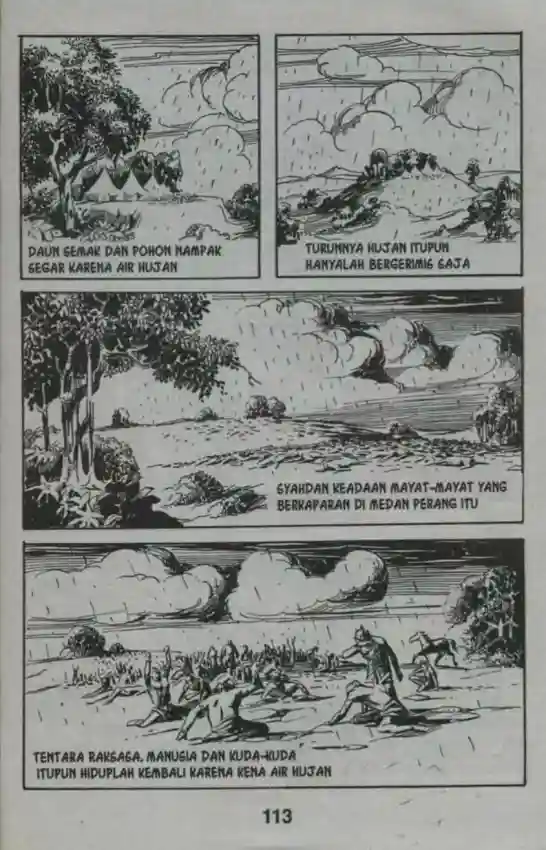 DAUN SEMAK DAN POHON NAMPAK
SEGAR KARENA AIR HUJAN
TURUNNYA HUJAN ITUPUN
HANYALAH BERGERIMIS SAJA
SYAHDAN KEADAAN MAYAT-MAYAT YANG
BERKAPARAN DI MEDAN PERANG ITU
TENTARA RAKSASA, MANUSIA DAN KUDA-KUDA
ITUPUN HIDUPLAH KEMBALI KARENA KENA AIR HUJAN
113